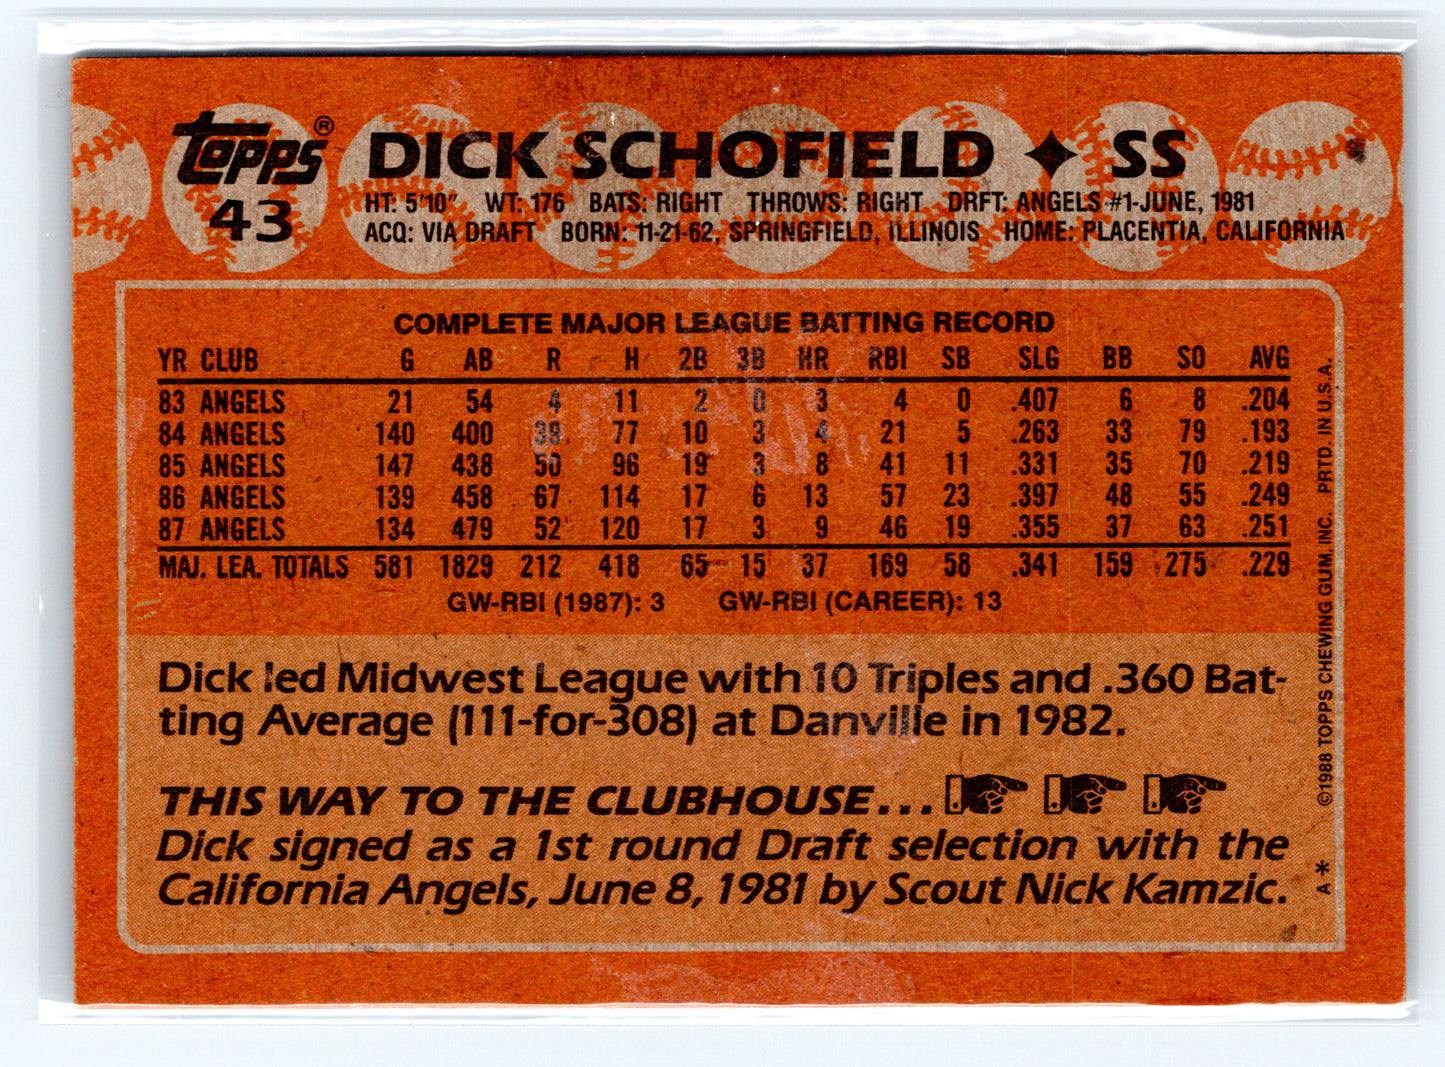 topps®
43
DICK SCHOFIELD ✦ SS
HT: 5'10" WT: 176 BATS: RIGHT THROWS: RIGHT DRFT: ANGELS #1-JUNE, 1981
ACQ: VIA DRAFT BORN: 11-21-62, SPRINGFIELD, ILLINOIS HOME: PLACENTIA, CALIFORNIA
COMPLETE MAJOR LEAGUE BATTING RECORD
YR CLUB G AB R H 2B 3B HR RBI SB SLG BB SO AVG
83 ANGELS 21 54 4 11 2 0 3 4 0 .407 6 8 .204
84 ANGELS 140 400 39 77 10 3 4 21 5 .263 33 79 .193
85 ANGELS 147 438 50 96 19 3 8 41 11 .331 35 70 .219
86 ANGELS 139 458 67 114 17 6 13 57 23 .397 48 55 .249
87 ANGELS 134 479 52 120 17 3 9 46 19 .355 37 63 .251
MAJ. LEA. TOTALS 581 1829 212 418 65 15 37 169 58 .341 159 275 .229
GW-RBI (1987): 3 GW-RBI (CAREER): 13
Dick led Midwest League with 10 Triples and .360 Bat-
ting Average (111-for-308) at Danville in 1982.
THIS WAY TO THE CLUBHOUSE...
Dick signed as a 1st round Draft selection with the
California Angels, June 8, 1981 by Scout Nick Kamzic.
©1988 TOPPS CHEWING GUM, INC. PRTD. IN U.S.A.
A *